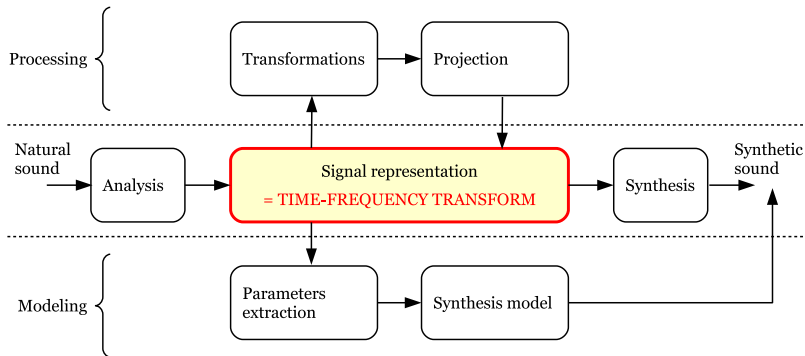 Processing
Transformations
Projection
Natural
sound
Analysis
Signal representation
= TIME-FREQUENCY TRANSFORM
Synthesis
Synthetic
sound
Modeling
Parameters
extraction
Synthesis model